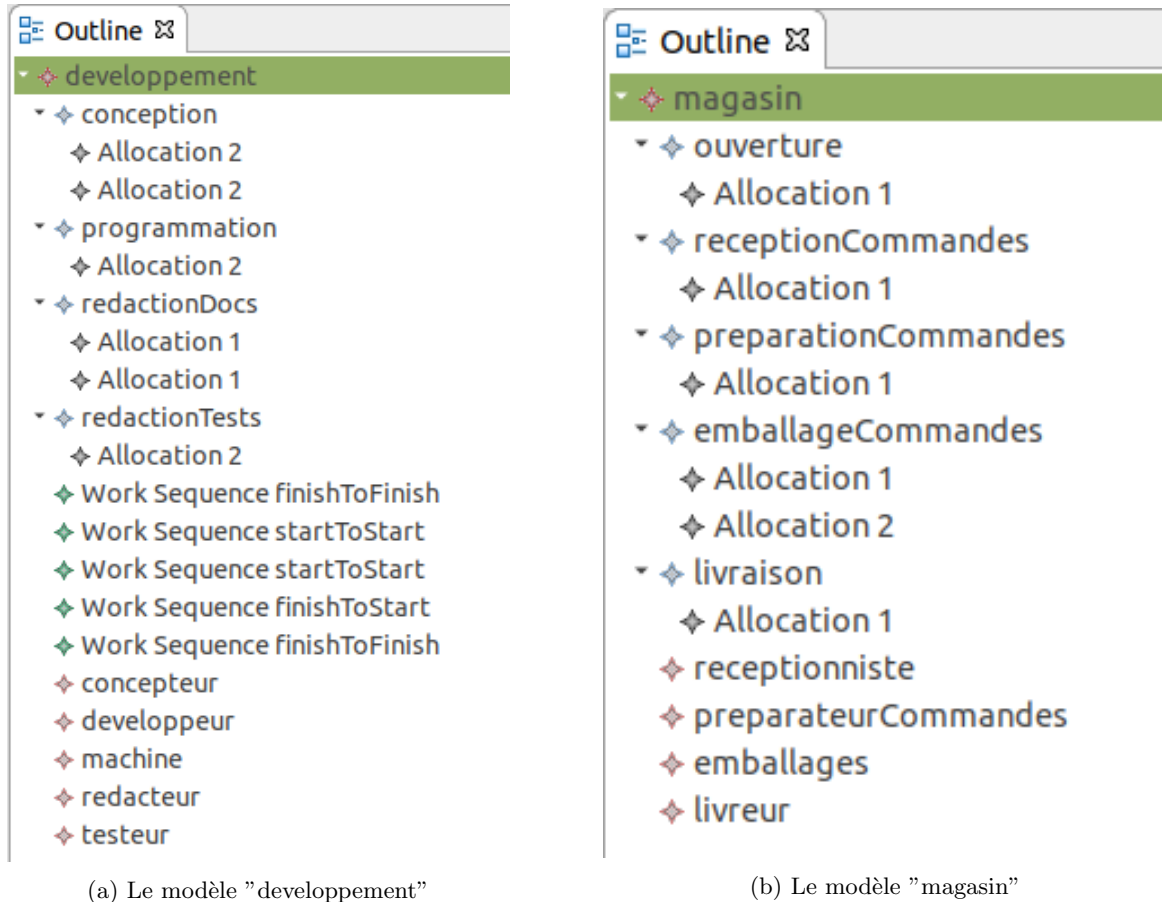 Outline
developpement
conception
Allocation 2
Allocation 2
programmation
Allocation 2
redactionDocs
Allocation 1
Allocation 1
redactionTests
Allocation 2
Work Sequence finishToFinish
Work Sequence startToStart
Work Sequence startToStart
Work Sequence finishToStart
Work Sequence finishToFinish
concepteur
developpeur
machine
redacteur
testeur
(a) Le modèle "developpement"
Outline
magasin
ouverture
Allocation 1
receptionCommandes
Allocation 1
preparationCommandes
Allocation 1
emballageCommandes
Allocation 1
Allocation 2
livraison
Allocation 1
receptionniste
preparateurCommandes
emballages
livreur
(b) Le modèle "magasin"